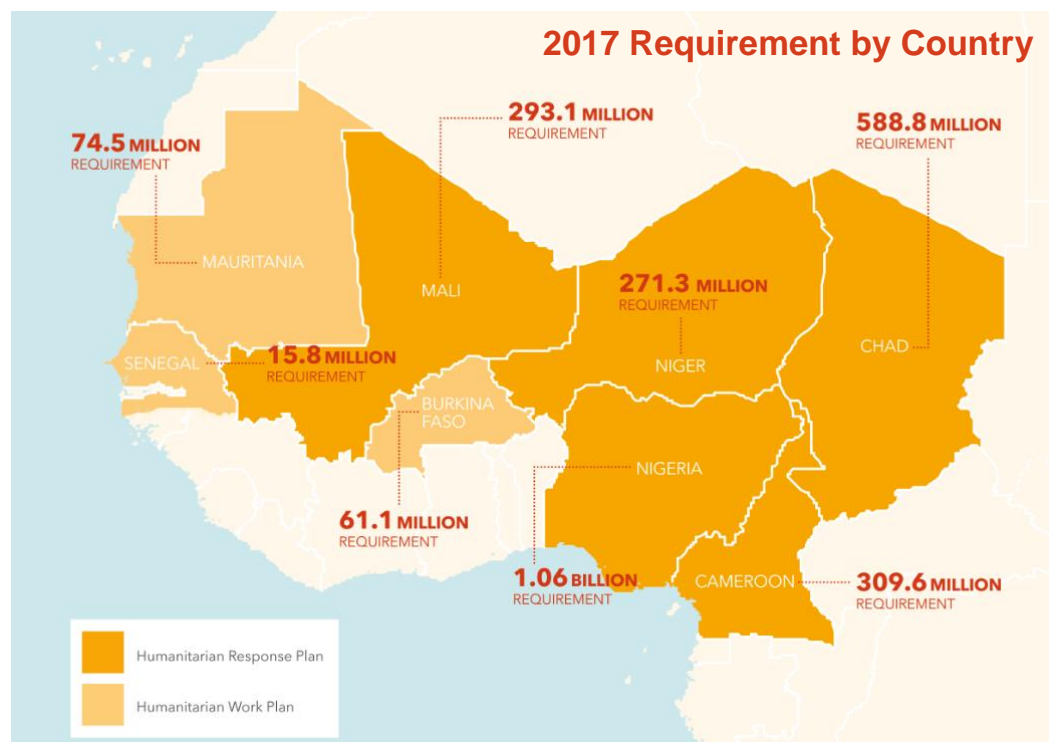 2017 Requirement by Country
293.1 MILLION
REQUIREMENT
588.8 MILLION
REQUIREMENT
74.5 MILLION
REQUIREMENT
MAURITANIA
MALI
271.3 MILLION
REQUIREMENT
CHAD
SENEGAL
15.8 MILLION
REQUIREMENT
NIGER
BURKINA
FASO
NIGERIA
61.1 MILLION
REQUIREMENT
1.06 BILLION
REQUIREMENT
CAMEROON
309.6 MILLION
REQUIREMENT
Humanitarian Response Plan
Humanitarian Work Plan